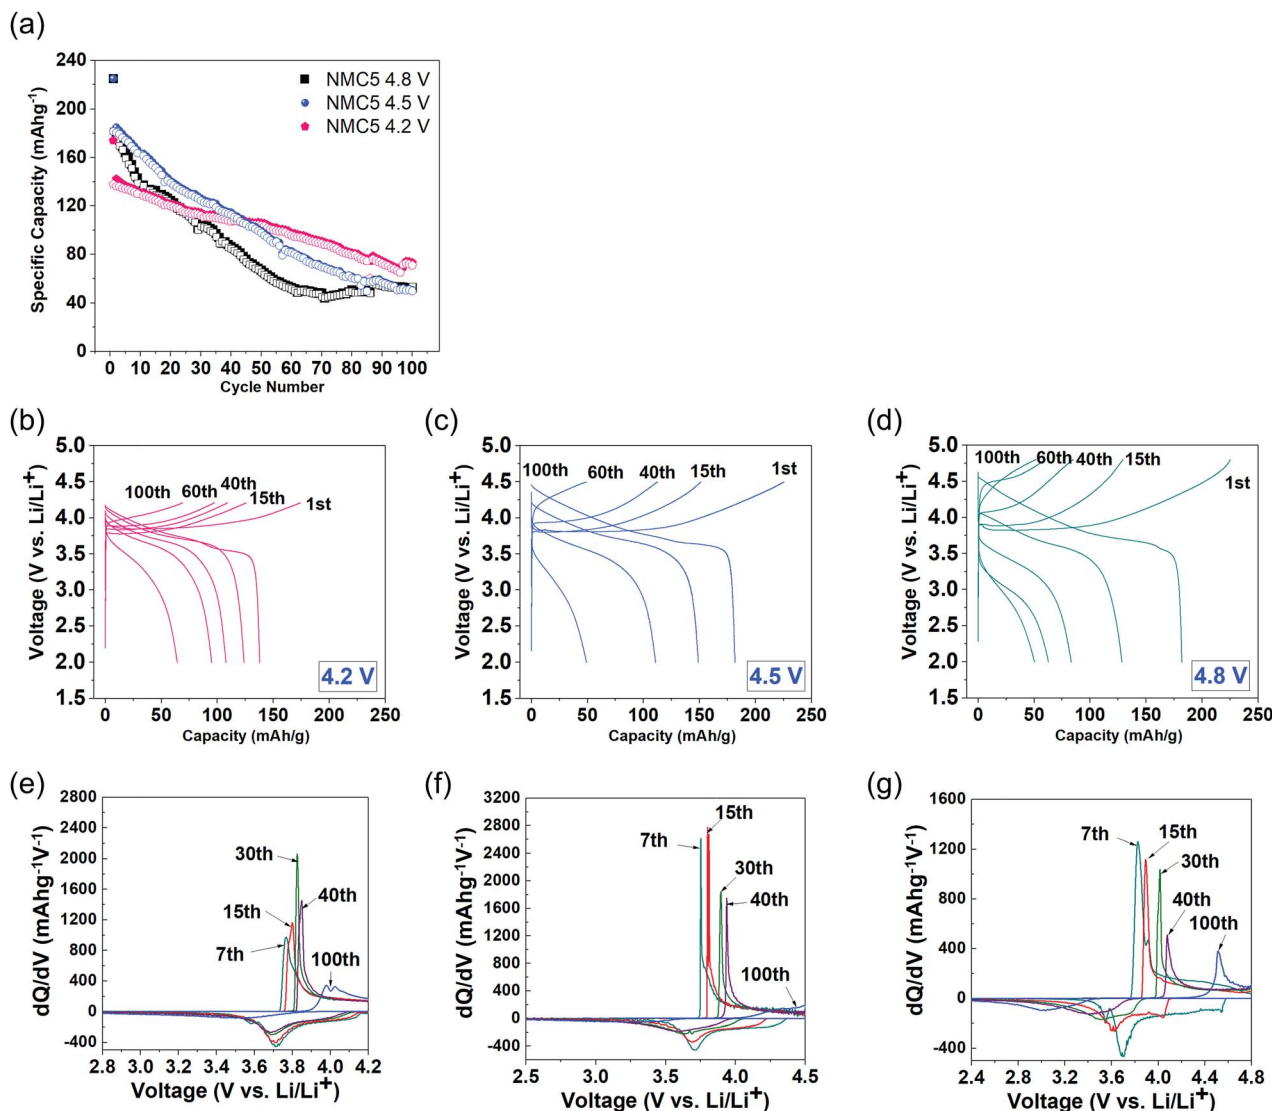 (a)
240
200
160
120
80
40
0
Specific Capacity (mAhg⁻¹)
NMC5 4.8 V
NMC5 4.5 V
NMC5 4.2 V
0 10 20 30 40 50 60 70 80 90 100
Cycle Number
(b)
5.0
4.5
4.0
3.5
3.0
2.5
2.0
1.5
Voltage (V vs. Li/Li⁺)
100th 60th 40th 15th 1st
4.2 V
0 50 100 150 200 250
Capacity (mAh/g)
(c)
5.0
4.5
4.0
3.5
3.0
2.5
2.0
1.5
Voltage (V vs. Li/Li⁺)
100th 60th 40th 15th 1st
4.5 V
0 50 100 150 200 250
Capacity (mAh/g)
(d)
5.0
4.5
4.0
3.5
3.0
2.5
2.0
1.5
Voltage (V vs. Li/Li⁺)
100th 60th 40th 15th 1st
4.8 V
0 50 100 150 200 250
Capacity (mAh/g)
(e)
2800
2400
2000
1600
1200
800
400
0
-400
dQ/dV (mAhg⁻¹V⁻¹)
30th
40th
15th
7th
100th
2.8 3.0 3.2 3.4 3.6 3.8 4.0 4.2
Voltage (V vs. Li/Li⁺)
(f)
3200
2800
2400
2000
1600
1200
800
400
0
-400
dQ/dV (mAhg⁻¹V⁻¹)
15th
7th
30th
40th
100th
2.5 3.0 3.5 4.0 4.5
Voltage (V vs. Li/Li⁺)
(g)
1600
1200
800
400
0
-400
dQ/dV (mAhg⁻¹V⁻¹)
7th
15th
30th
40th
100th
2.4 2.8 3.2 3.6 4.0 4.4 4.8
Voltage (V vs. Li/Li⁺)